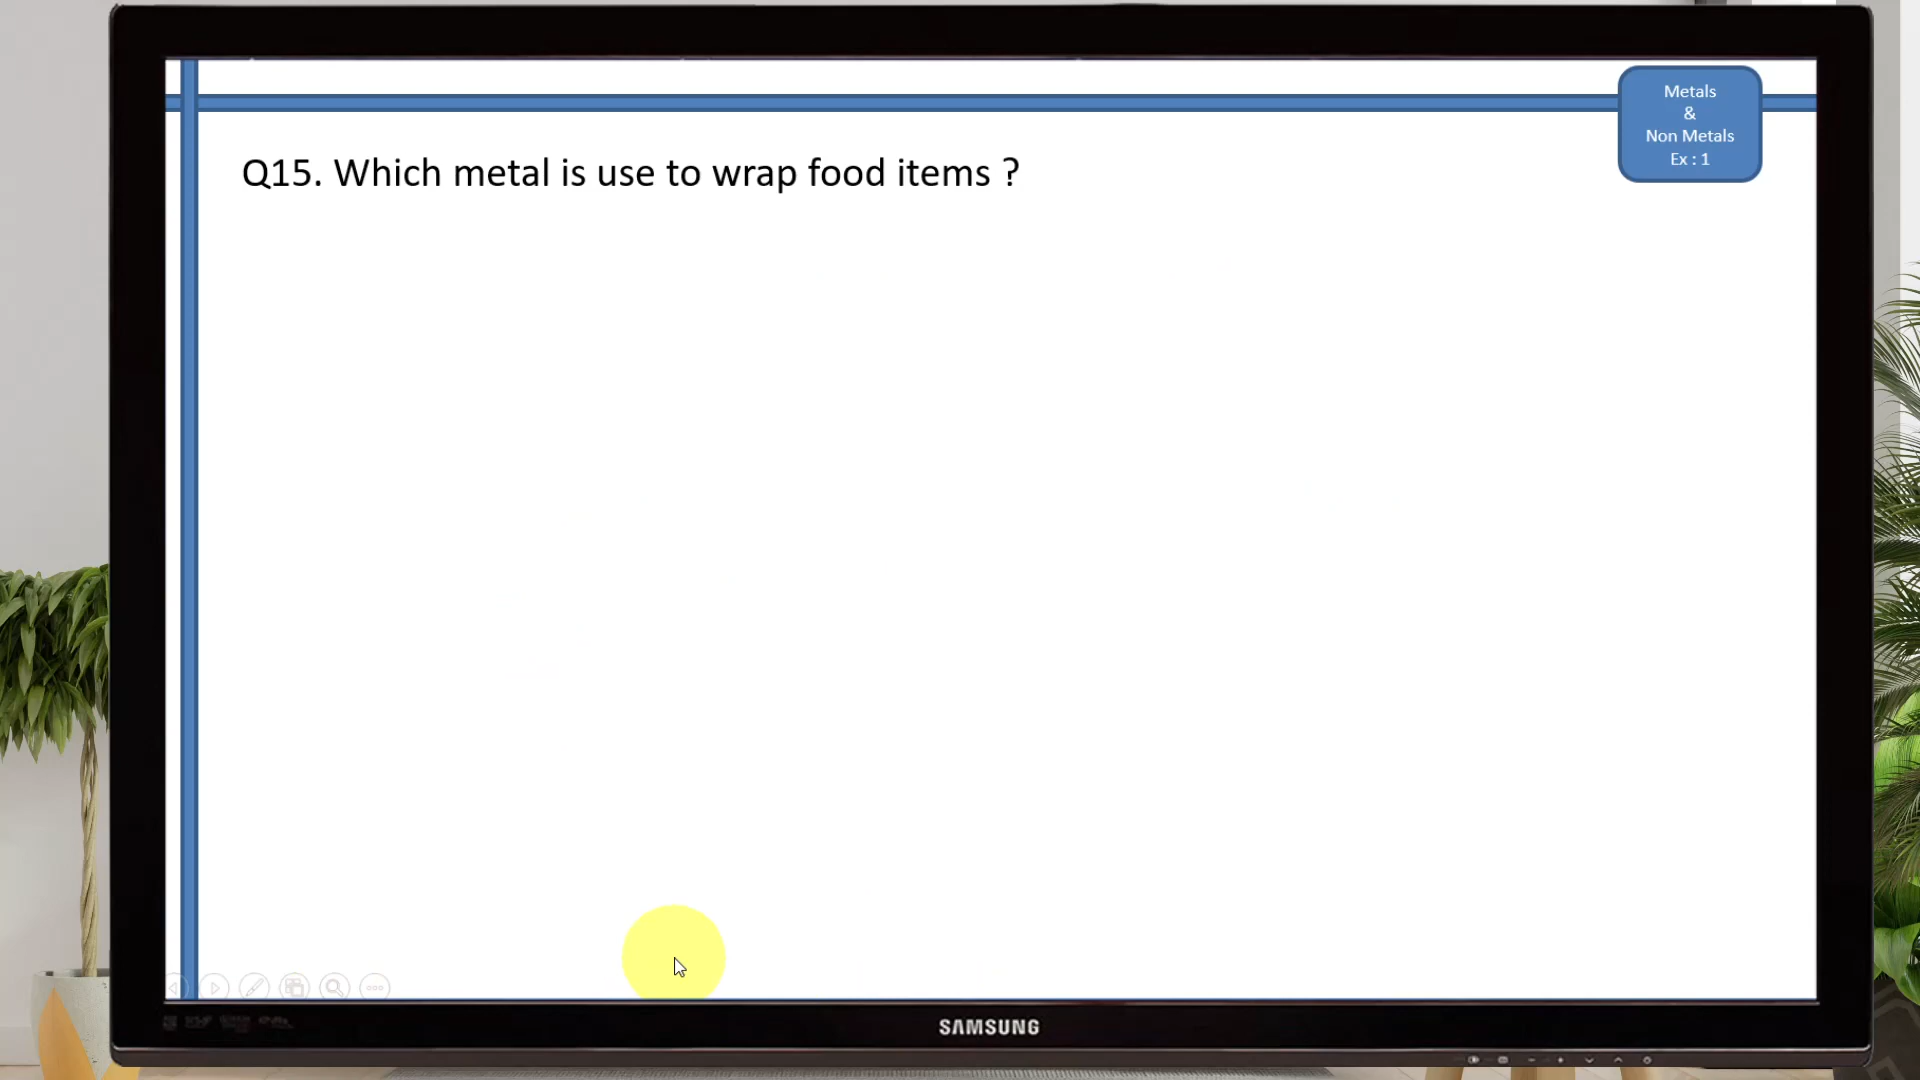 Metals
&
Non Metals
Ex : 1
Q15. Which metal is use to wrap food items ?
SAMSUNG